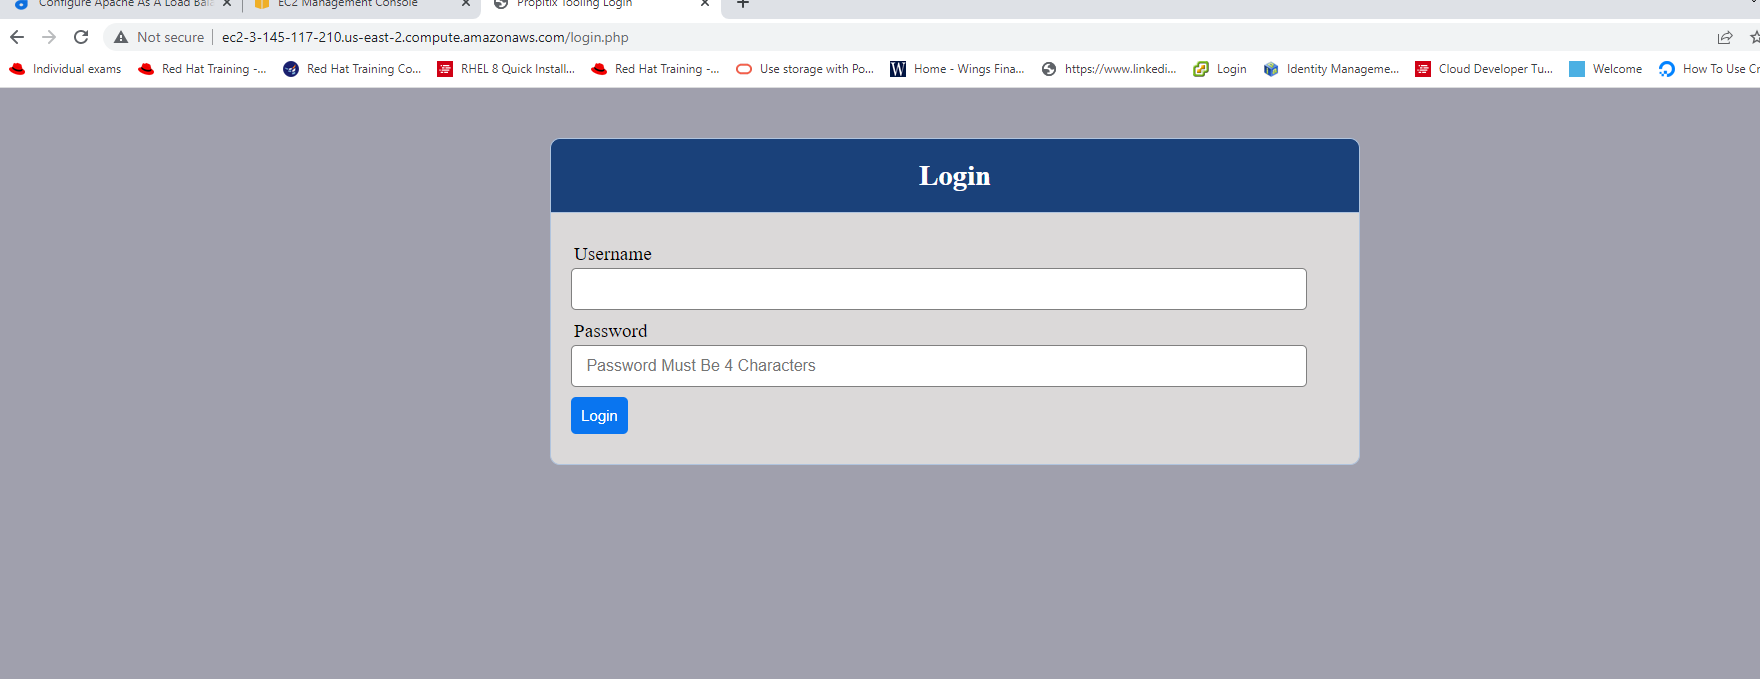 Configure Apache As A Load Bala
EC2 Management Console
Propitix Tooling Login
Not secure | ec2-3-145-117-210.us-east-2.compute.amazonaws.com/login.php
Individual exams
Red Hat Training -...
Red Hat Training Co...
RHEL 8 Quick Install...
Red Hat Training -...
Use storage with Po...
W Home - Wings Fina...
https://www.linkedi...
Login
Identity Manageme...
Cloud Developer Tu...
Welcome
How To Use Cr
Login
Username
Password
Password Must Be 4 Characters
Login